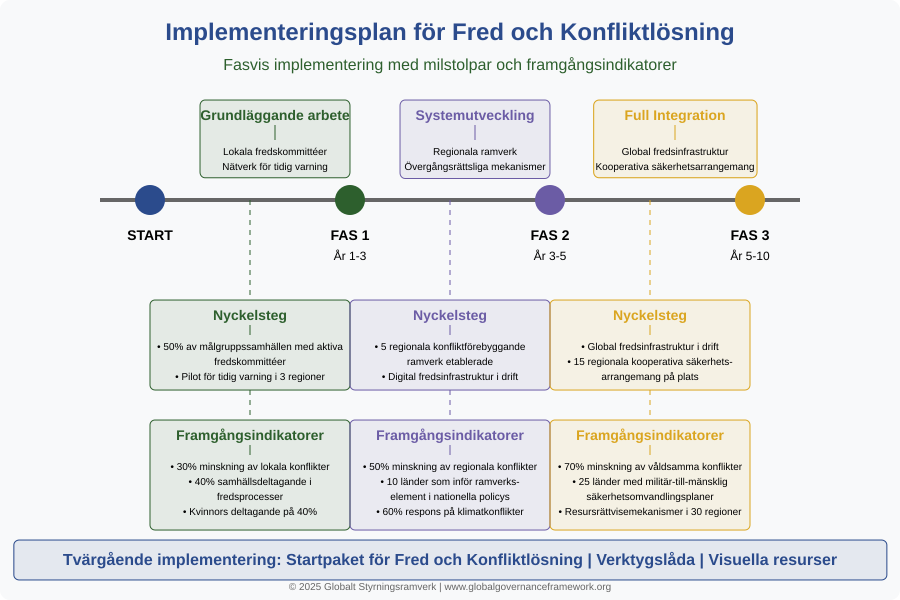 Implementeringsplan för Fred och Konfliktlösning
Fasvis implementering med milstolpar och framgångsindikatorer
Grundläggande arbete
Lokala fredskommittéer
Nätverk för tidig varning
Systemutveckling
Regionala ramverk
Övergångsrättsliga mekanismer
Full Integration
Global fredsinfrastruktur
Kooperativa säkerhetsarrangemang
START
FAS 1
År 1-3
FAS 2
År 3-5
FAS 3
År 5-10
Nyckelsteg
• 50% av målgruppssamhällen med aktiva
fredskommittéer
• Pilot för tidig varning i 3 regioner
Nyckelsteg
• 5 regionala konfliktförebyggande
ramverk etablerade
• Digital fredsinfrastruktur i drift
Nyckelsteg
• Global fredsinfrastruktur i drift
• 15 regionala kooperativa säkerhets-
arrangemang på plats
Framgångsindikatorer
• 30% minskning av lokala konflikter
• 40% samhällsdeltagande i
fredsprocesser
• Kvinnors deltagande på 40%
Framgångsindikatorer
• 50% minskning av regionala konflikter
• 10 länder som inför ramverks-
element i nationella policys
• 60% respons på klimatkonflikter
Framgångsindikatorer
• 70% minskning av våldsamma konflikter
• 25 länder med militär-till-mänsklig
säkerhetsomvandlingsplaner
• Resursrättvisemekanismer i 30 regioner
Tvärgående implementering: Startpaket för Fred och Konfliktlösning | Verktygslåda | Visuella resurser
© 2025 Globalt Styrningsramverk | www.globalgovernanceframework.org